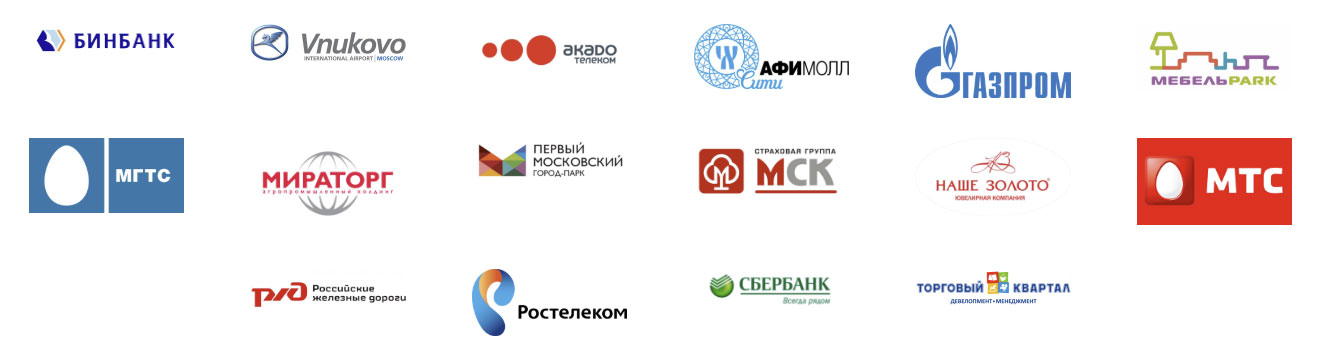 БИНБАНК
Vnukovo
INTERNATIONAL AIRPORT | MOSCOW
акадо
телеком
АФИМОЛЛ
Сити
ГАЗПРОМ
МЕБЕЛЬPARK
МГТС
МИРАТОРГ
агропромышленный холдинг
ПЕРВЫЙ
МОСКОВСКИЙ
ГОРОД-ПАРК
СТРАХОВАЯ ГРУППА
МСК
НАШЕ ЗОЛОТО
ЮВЕЛИРНАЯ КОМПАНИЯ
МТС
ржд
Российские
железные дороги
Ростелеком
СБЕРБАНК
Всегда рядом
ТОРГОВЫЙ КВАРТАЛ
ДЕВЕЛОПМЕНТ•МЕНЕДЖМЕНТ